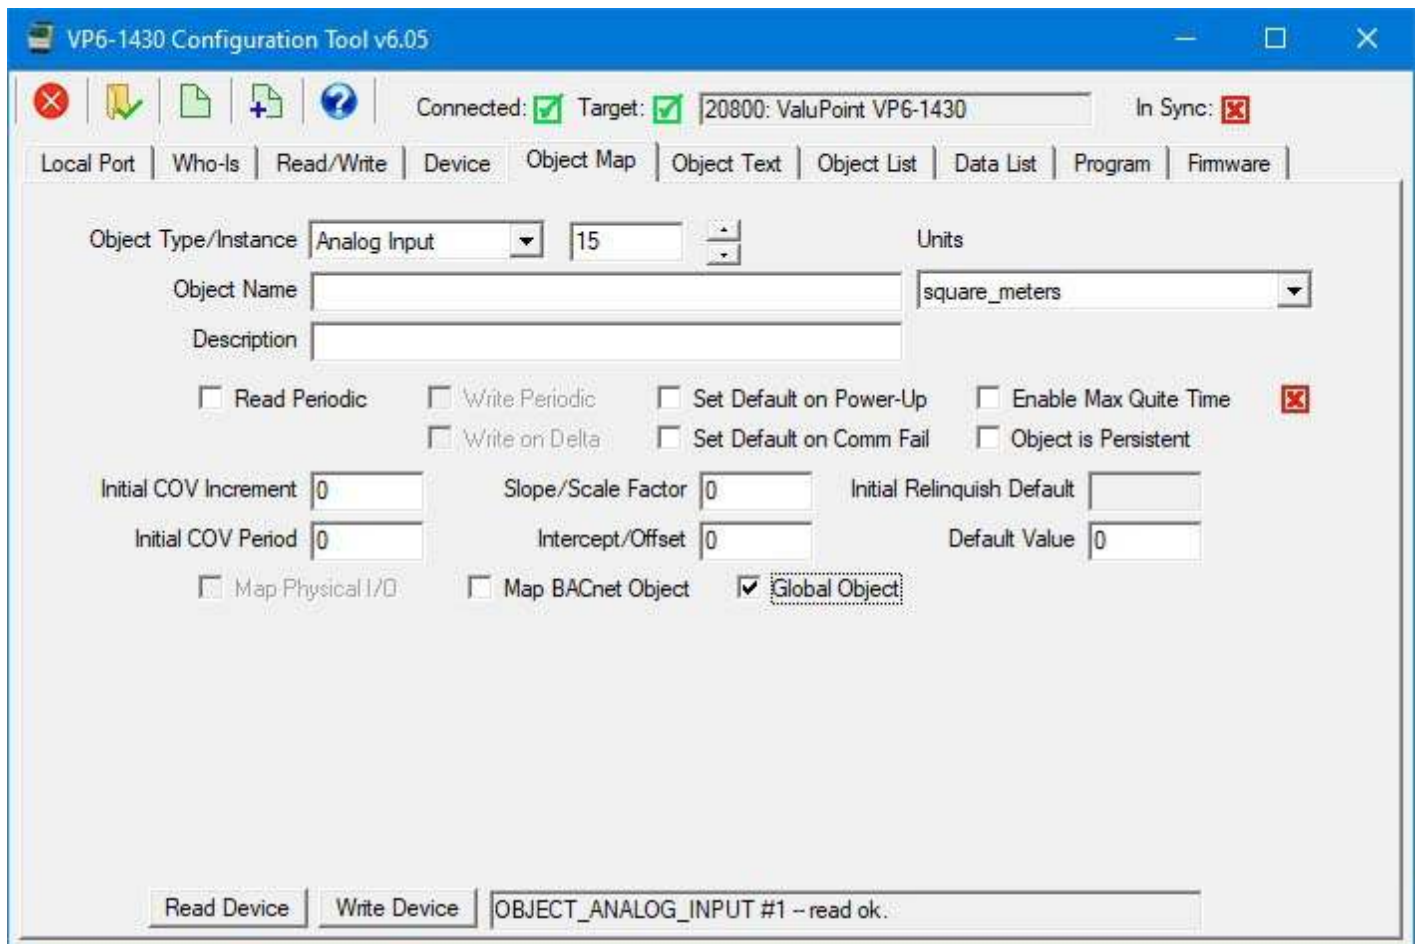 VP6-1430 Configuration Tool v6.05
Connected: Target: 20800: ValuPoint VP6-1430 In Sync:
Local Port Who-Is Read/Write Device Object Map Object Text Object List Data List Program Firmware
Object Type/Instance Analog Input 15 Units
Object Name square_meters
Description
Read Periodic Write Periodic Set Default on Power-Up Enable Max Quite Time
Write on Delta Set Default on Comm Fail Object is Persistent
Initial COV Increment 0 Slope/Scale Factor 0 Initial Relinquish Default
Initial COV Period 0 Intercept/Offset 0 Default Value 0
Map Physical I/O Map BACnet Object Global Object
Read Device Write Device OBJECT_ANALOG_INPUT #1 -- read ok.